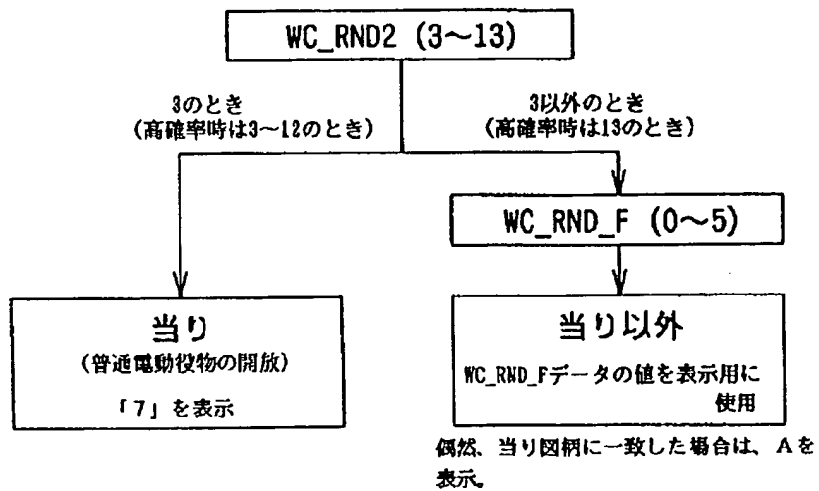 WC_RND2 (3～13)
3のとき
(高確率時は3～12のとき)
3以外のとき
(高確率時は13のとき)
WC_RND_F (0～5)
当り
(普通電動役物の開放)
「7」を表示
当り以外
WC_RND_Fデータの値を表示用に
使用
偶然、当り図柄に一致した場合は、Aを
表示。